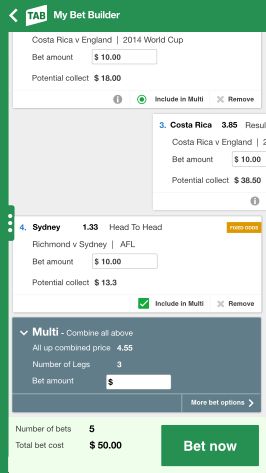 TAB My Bet Builder
Costa Rica v England | 2014 World Cup
Bet amount $ 10.00
Potential collect $ 18.00
Include in Multi Remove
3. Costa Rica 3.85 Resul
Costa Rica v England | 2
Bet amount $ 10.00
Potential collect $ 38.50
4. Sydney 1.33 Head To Head FIXED ODDS
Richmond v Sydney | AFL
Bet amount $ 10.00
Potential collect $ 13.3
Include in Multi Remove
Multi - Combine all above
All up combined price 4.55
Number of Legs 3
Bet amount $
More bet options
Number of bets 5
Total bet cost $ 50.00
Bet now